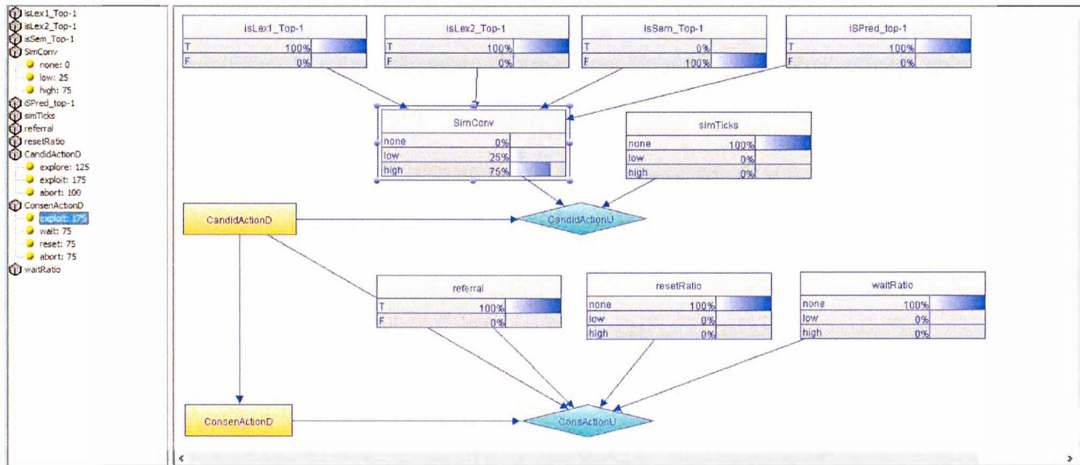 isLex1_Top-1
isLex2_Top-1
isSem_Top-1
SimConv
none: 0
low: 25
high: 75
iSPred_top-1
simTicks
referral
resetRatio
CandidActionD
explore: 125
exploit: 175
abort: 100
ConsenActionD
exploit: 175
wait: 75
reset: 75
abort: 75
waitRatio
isLex1_Top-1
T 100%
F 0%
isLex2_Top-1
T 100%
F 0%
isSem_Top-1
T 0%
F 100%
iSPred_top-1
T 100%
F 0%
SimConv
none 0%
low 25%
high 75%
simTicks
none 100%
low 0%
high 0%
CandidActionD
CandidActionU
referral
T 100%
F 0%
resetRatio
none 100%
low 0%
high 0%
waitRatio
none 100%
low 0%
high 0%
ConsenActionD
ConsActionU